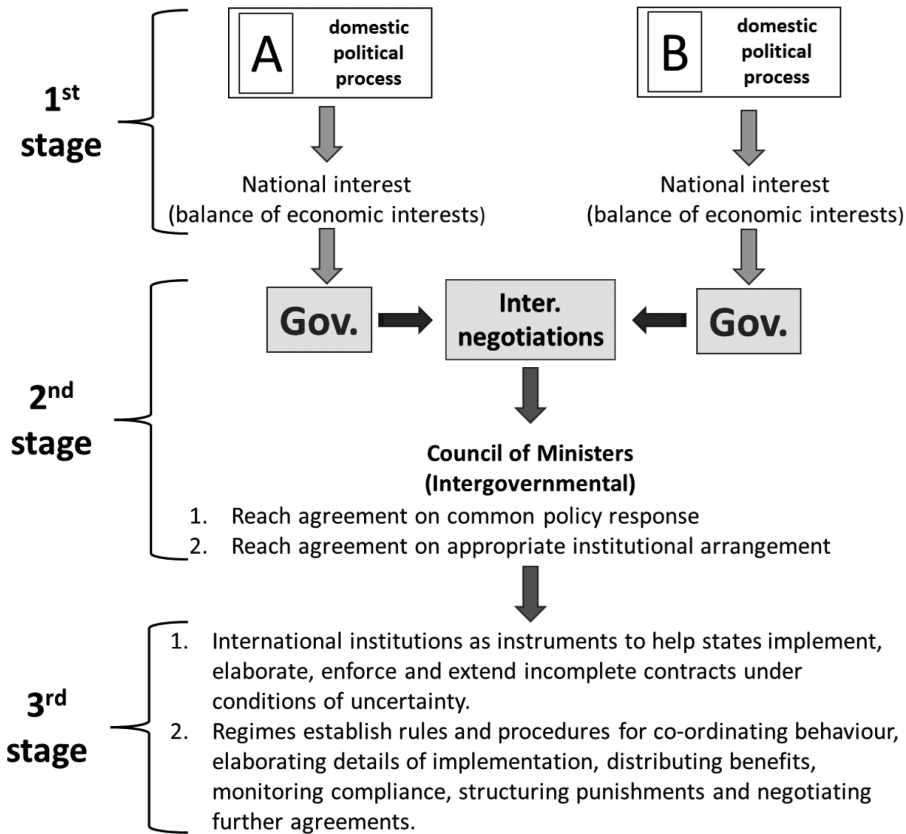 A
domestic
political
process
B
domestic
political
process
1st
stage
National interest
(balance of economic interests)
National interest
(balance of economic interests)
Gov.
Inter.
negotiations
Gov.
2nd
stage
Council of Ministers
(Intergovernmental)
1. Reach agreement on common policy response
2. Reach agreement on appropriate institutional arrangement
3rd
stage
1. International institutions as instruments to help states implement,
elaborate, enforce and extend incomplete contracts under
conditions of uncertainty.
2. Regimes establish rules and procedures for co-ordinating behaviour,
elaborating details of implementation, distributing benefits,
monitoring compliance, structuring punishments and negotiating
further agreements.